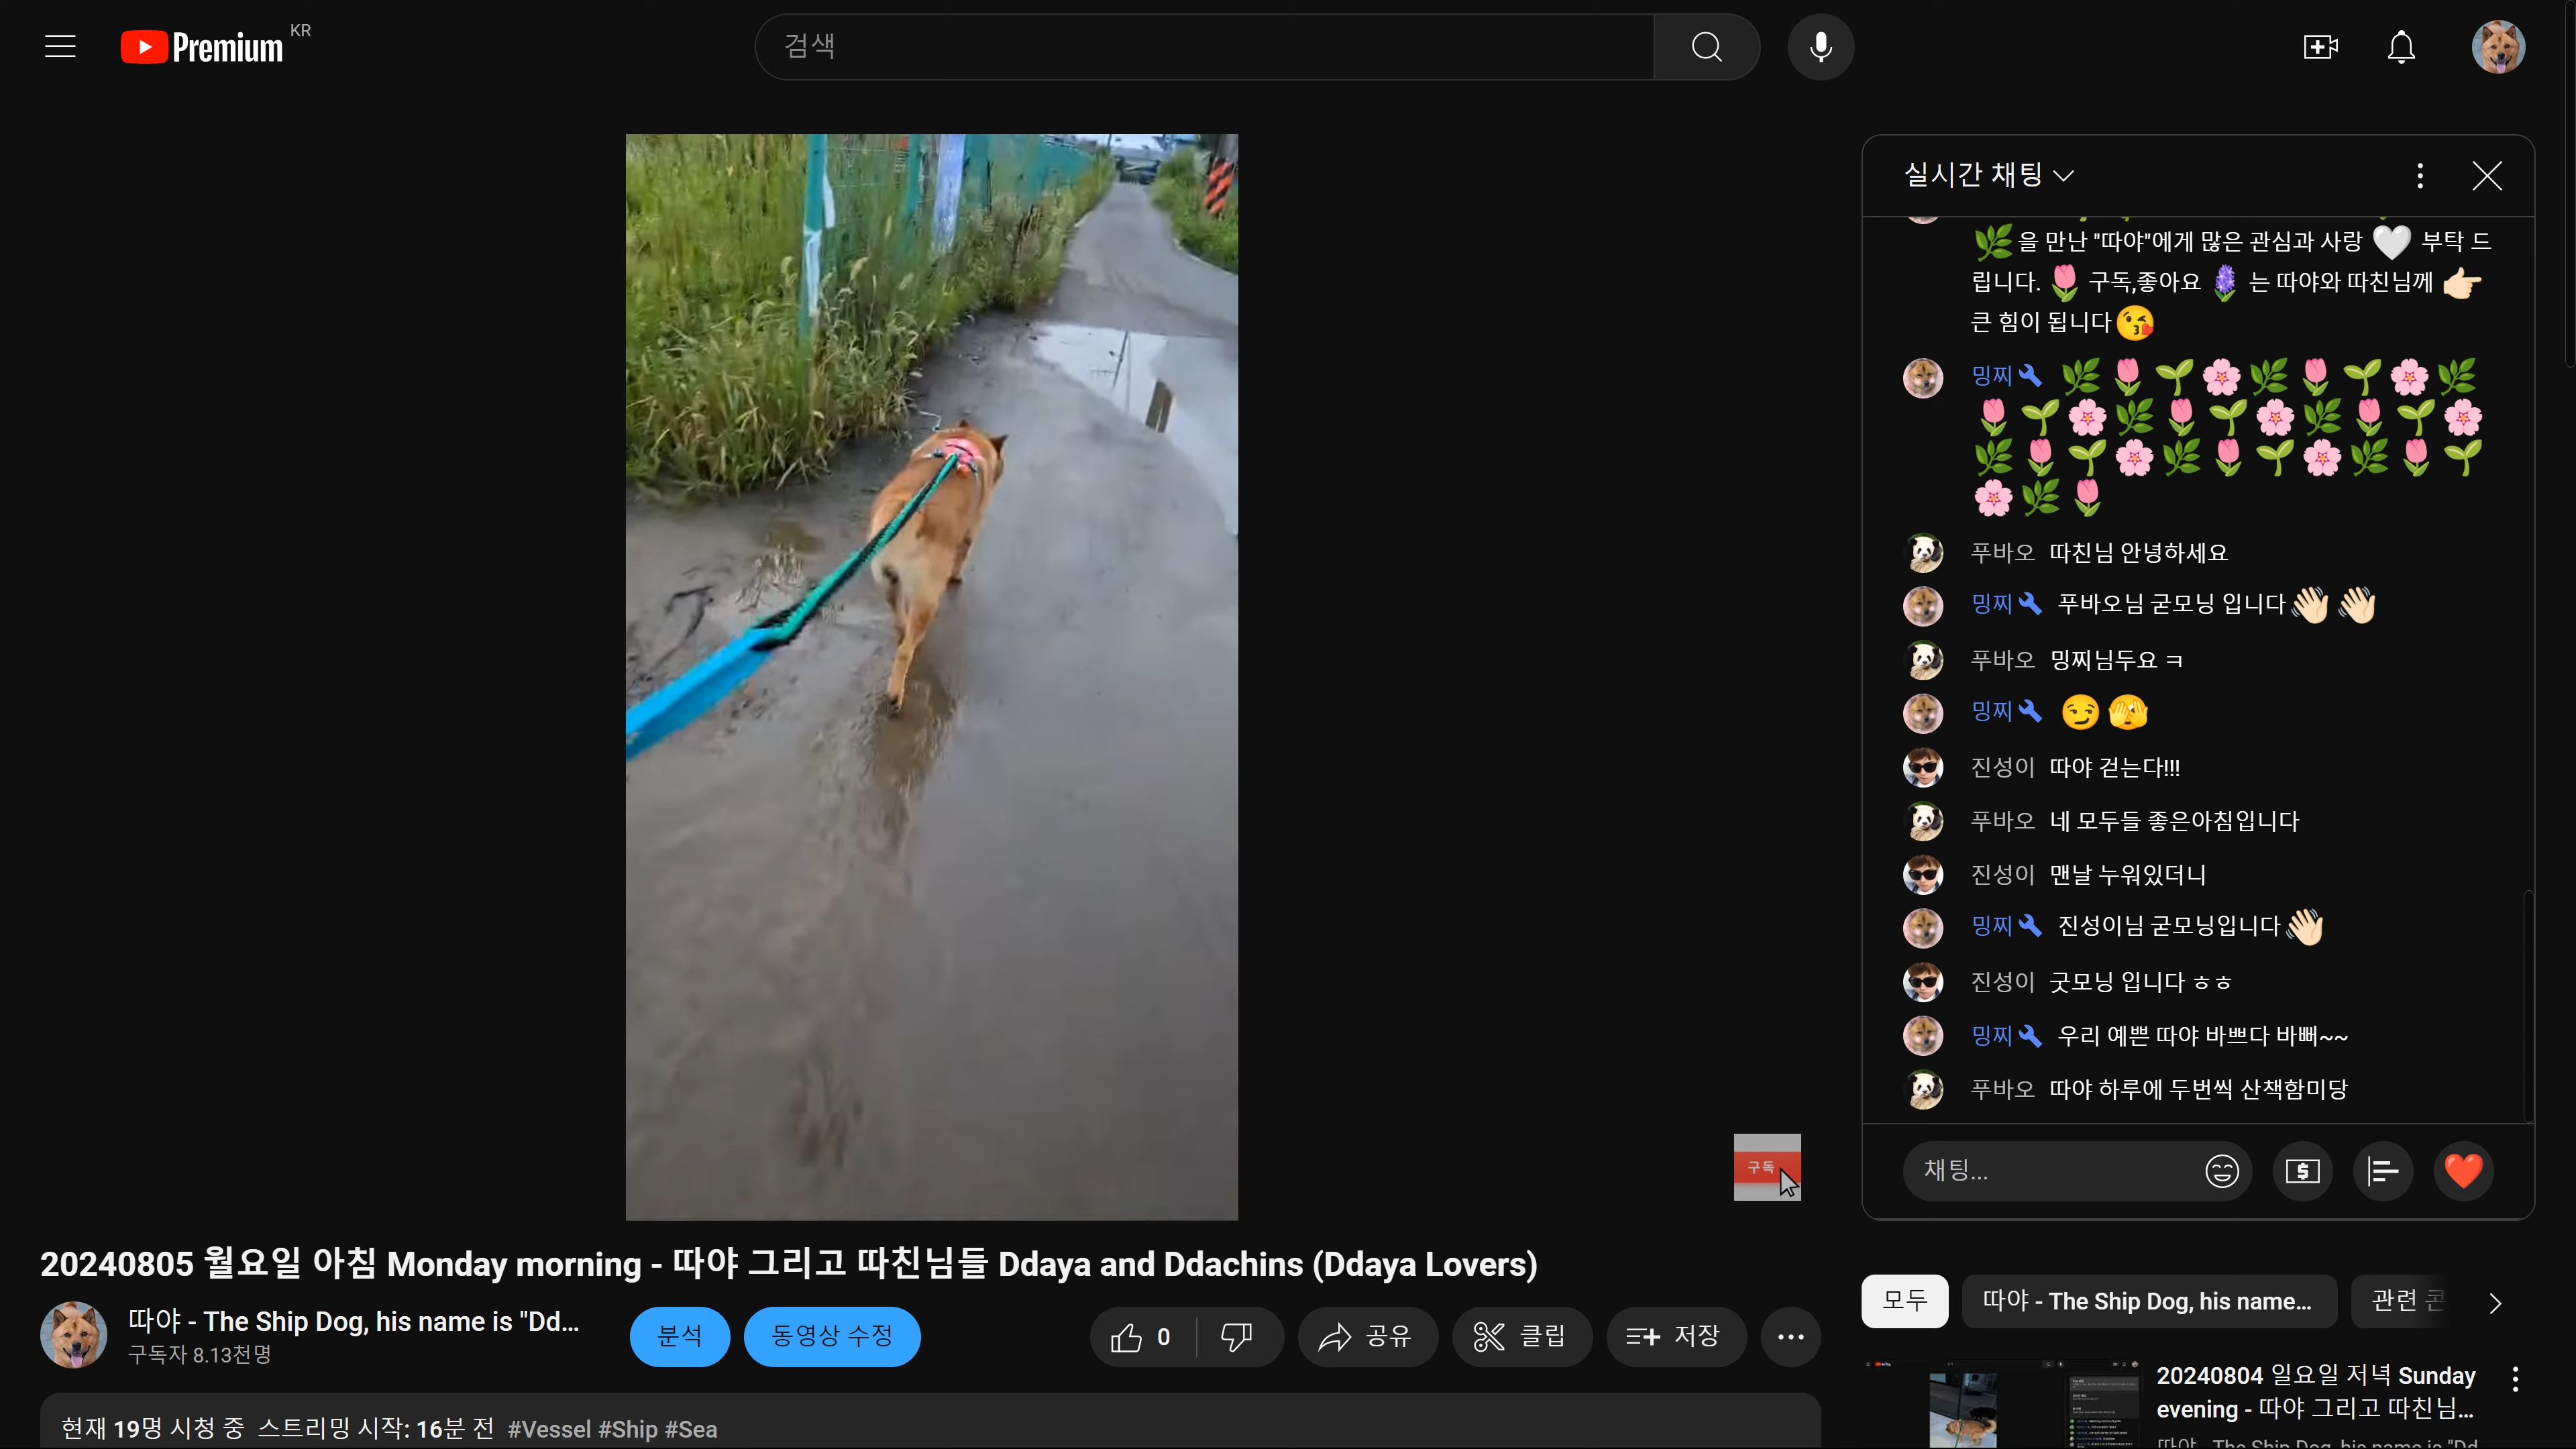 Premium KR
검색
실시간 채팅
🌿을 만난 "따야"에게 많은 관심과 사랑🤍 부탁 드
립니다.🌷 구독,좋아요 🪻 는 따야와 따친님께 👉🏻
큰 힘이 됩니다😘
밍찌 🌿🌷🌱🌸🌿🌷🌱🌸🌿
🌷🌱🌸🌿🌷🌱🌸🌿🌷🌱🌸
🌿🌷🌱🌸🌿🌷🌱🌸🌿🌷🌱
🌸🌿🌷
푸바오 따친님 안녕하세요
밍찌 푸바오님 굳모닝 입니다👋🏻👋🏻
푸바오 밍찌님두요 ㅋ
밍찌 😏🫣
진성이 따야 걷는다!!!
푸바오 네 모두들 좋은아침입니다
진성이 맨날 누워있더니
밍찌 진성이님 굳모닝입니다👋🏻
진성이 굿모닝 입니다 ㅎㅎ
밍찌 우리 예쁜 따야 바쁘다 바뻐~~
푸바오 따야 하루에 두번씩 산책함미당
채팅...
구독
20240805 월요일 아침 Monday morning - 따야 그리고 따친님들 Ddaya and Ddachins (Ddaya Lovers)
따야 - The Ship Dog, his name is "Dd...
구독자 8.13천명
분석
동영상 수정
0
공유
클립
저장
현재 19명 시청 중 스트리밍 시작: 16분 전 #Vessel #Ship #Sea
모두
따야 - The Ship Dog, his name...
관련 콘
20240804 일요일 저녁 Sunday
evening - 따야 그리고 따친님...
따야 - The Ship Dog, his name is "Dd